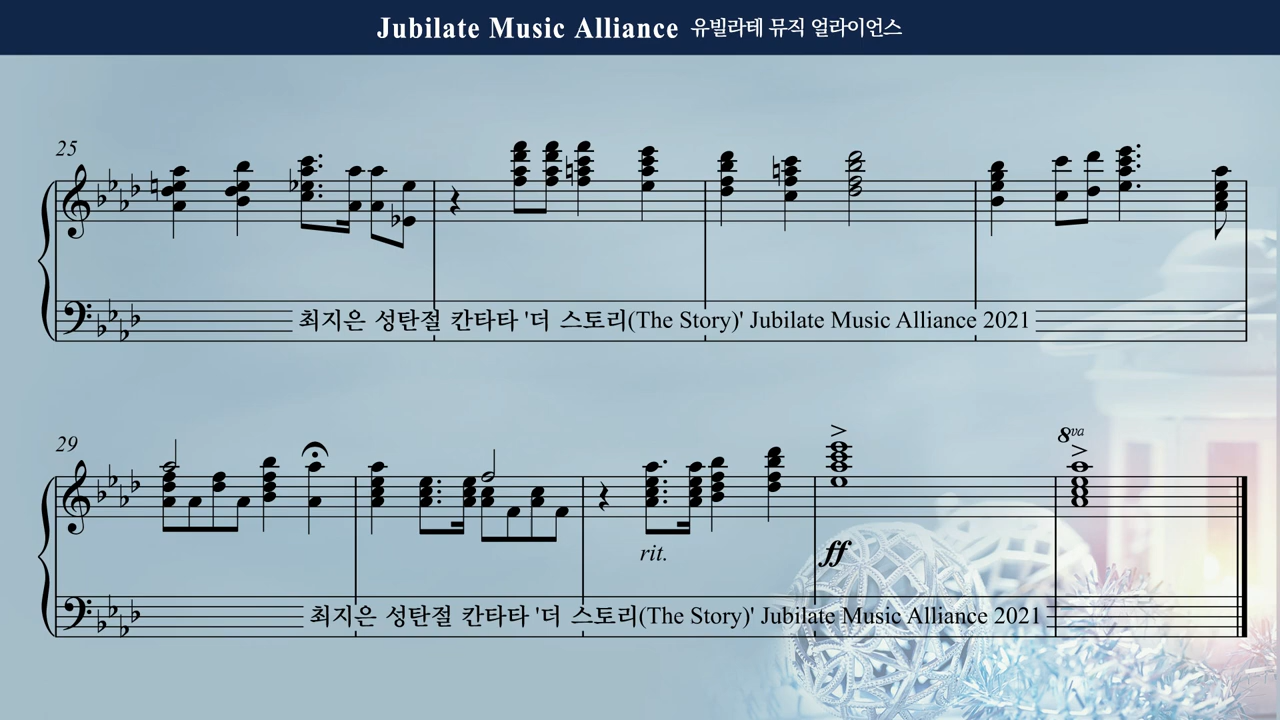 Jubilate Music Alliance 유빌라테 뮤직 얼라이언스
25
최지은 성탄절 칸타타 '더 스토리(The Story)' Jubilate Music Alliance 2021
29
rit.
ff
8va
최지은 성탄절 칸타타 '더 스토리(The Story)' Jubilate Music Alliance 2021